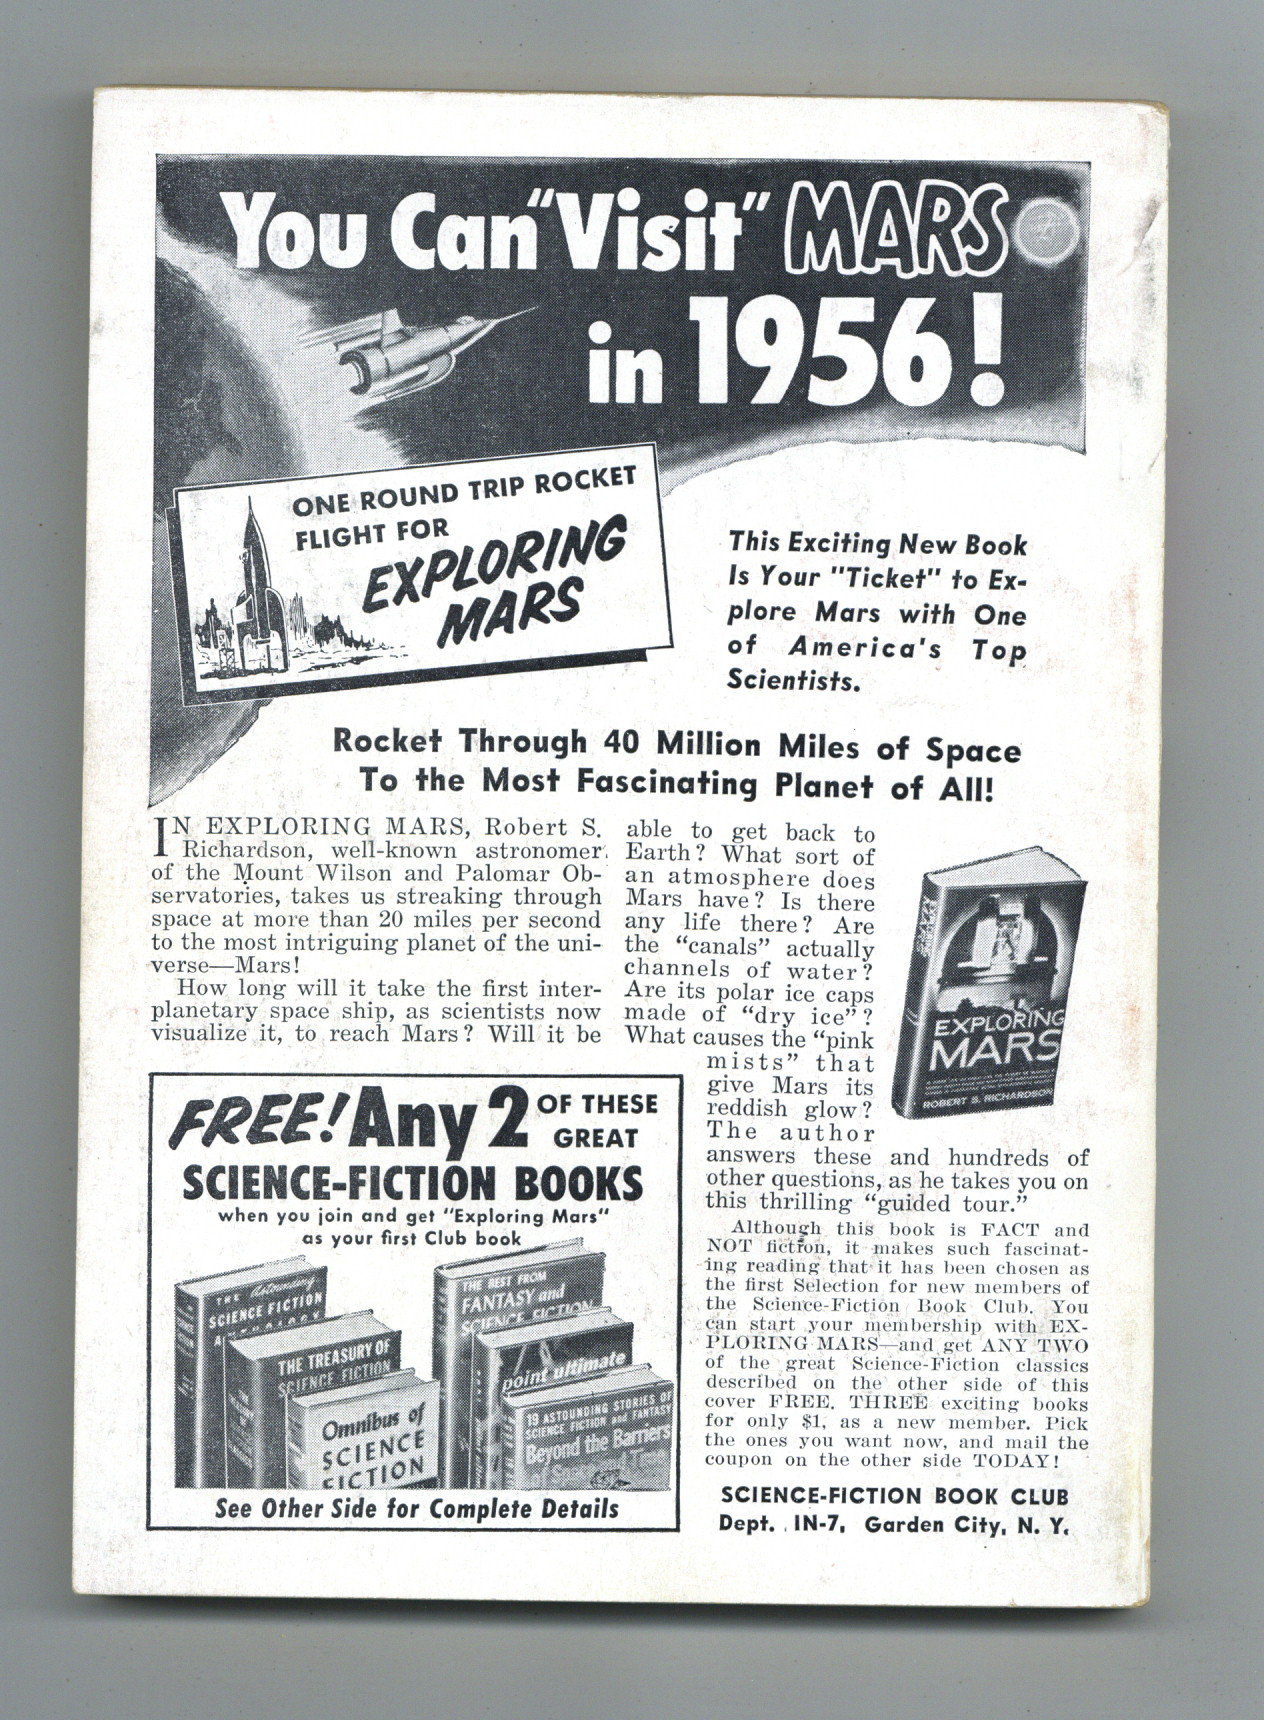 You Can "Visit" MARS
in 1956!
ONE ROUND TRIP ROCKET
FLIGHT FOR
EXPLORING
MARS
This Exciting New Book
Is Your "Ticket" to Ex-
plore Mars with One
of America's Top
Scientists.
Rocket Through 40 Million Miles of Space
To the Most Fascinating Planet of All!
IN EXPLORING MARS, Robert S.
Richardson, well-known astronomer
of the Mount Wilson and Palomar Ob-
servatories, takes us streaking through
space at more than 20 miles per second
to the most intriguing planet of the uni-
verse—Mars!
How long will it take the first inter-
planetary space ship, as scientists now
visualize it, to reach Mars? Will it be
able to get back to
Earth? What sort of
an atmosphere does
Mars have? Is there
any life there? Are
the "canals" actually
channels of water?
Are its polar ice caps
made of "dry ice"?
What causes the "pink
mists" that
give Mars its
reddish glow?
The author
answers these and hundreds of
other questions, as he takes you on
this thrilling "guided tour."
Although this book is FACT and
NOT fiction, it makes such fascinat-
ing reading that it has been chosen as
the first Selection for new members of
the Science-Fiction Book Club. You
can start your membership with EX-
PLORING MARS—and get ANY TWO
of the great Science-Fiction classics
described on the other side of this
cover FREE. THREE exciting books
for only $1, as a new member. Pick
the ones you want now, and mail the
coupon on the other side TODAY!
SCIENCE-FICTION BOOK CLUB
Dept. IN-7, Garden City, N. Y.
EXPLORING
MARS
ROBERT S. RICHARDSON
FREE! Any 2 OF THESE
GREAT
SCIENCE-FICTION BOOKS
when you join and get "Exploring Mars"
as your first Club book
THE Astounding
SCIENCE FICTION
THE TREASURY OF
SCIENCE FICTION
Omnibus of
SCIENCE
FICTION
THE BEST FROM
FANTASY and
SCIENCE FICTION
point ultimate
19 ASTOUNDING STORIES OF
SCIENCE FICTION and FANTASY
Beyond the Barriers
of Space and Time
See Other Side for Complete Details